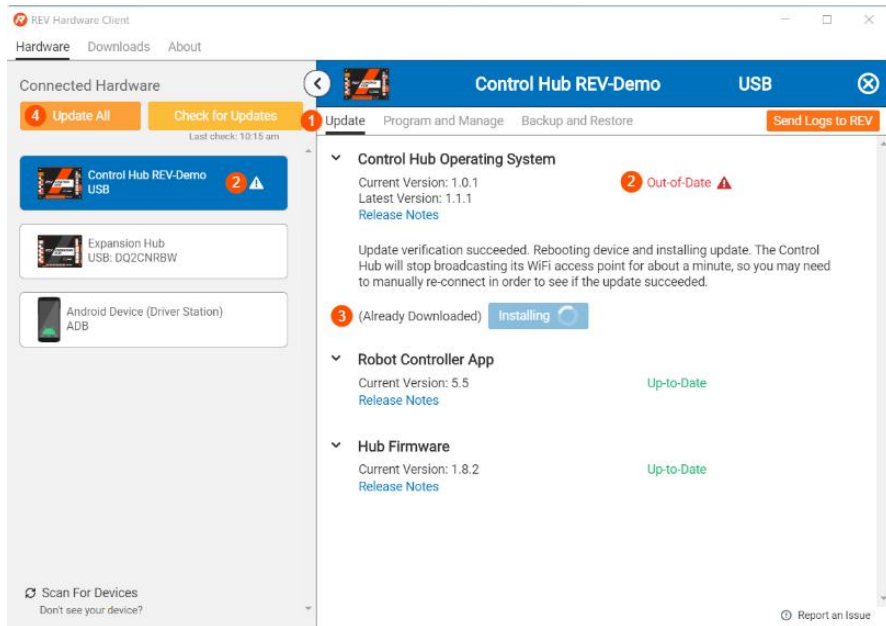 REV Hardware Client
Hardware Downloads About
Connected Hardware
4 Update All Check for Updates
Last check: 10:15 am
Control Hub REV-Demo
USB
2
Expansion Hub
USB: DQ2CNRBW
Android Device (Driver Station)
ADB
Scan For Devices
Don't see your device?
Control Hub REV-Demo USB
1 Update Program and Manage Backup and Restore Send Logs to REV
Control Hub Operating System
Current Version: 1.0.1 2 Out-of-Date
Latest Version: 1.1.1
Release Notes
Update verification succeeded. Rebooting device and installing update. The Control
Hub will stop broadcasting its WiFi access point for about a minute, so you may need
to manually re-connect in order to see if the update succeeded.
3 (Already Downloaded) Installing
Robot Controller App
Current Version: 5.5 Up-to-Date
Release Notes
Hub Firmware
Current Version: 1.8.2 Up-to-Date
Release Notes
Report an Issue